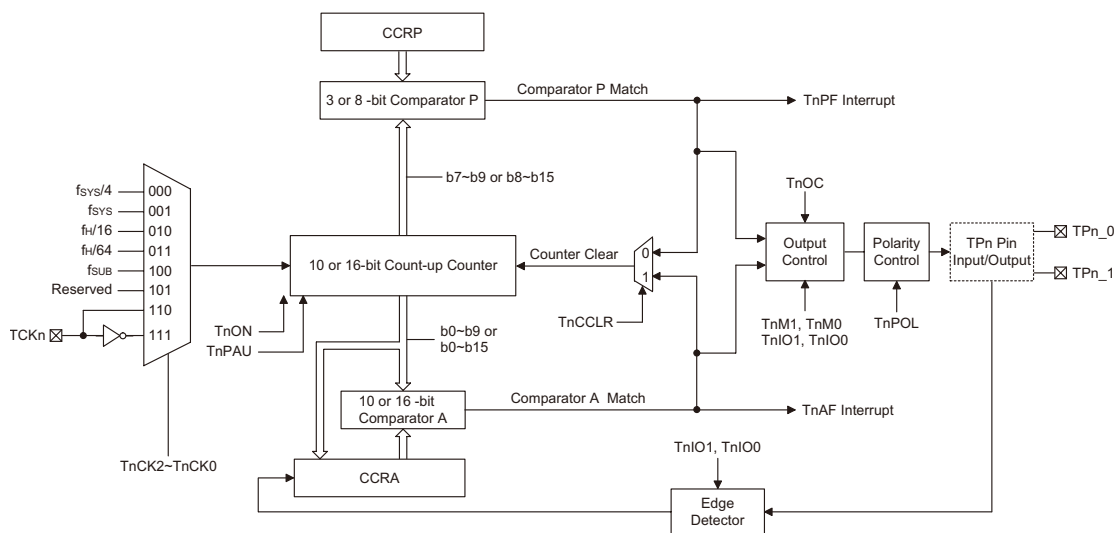 CCRP
3 or 8 -bit Comparator P
Comparator P Match
TnPF Interrupt
b7~b9 or b8~b15
fSYS/4
000
fSYS
001
fH/16
010
fH/64
011
fSUB
100
Reserved
101
110
111
TCKn
TnCK2~TnCK0
10 or 16-bit Count-up Counter
TnON
TnPAU
Counter Clear
0
1
TnCCLR
b0~b9 or
b0~b15
TnOC
Output
Control
TnM1, TnM0
TnIO1, TnIO0
Polarity
Control
TnPOL
TPn Pin
Input/Output
TPn_0
TPn_1
10 or 16 -bit
Comparator A
Comparator A Match
TnAF Interrupt
CCRA
TnIO1, TnIO0
Edge
Detector